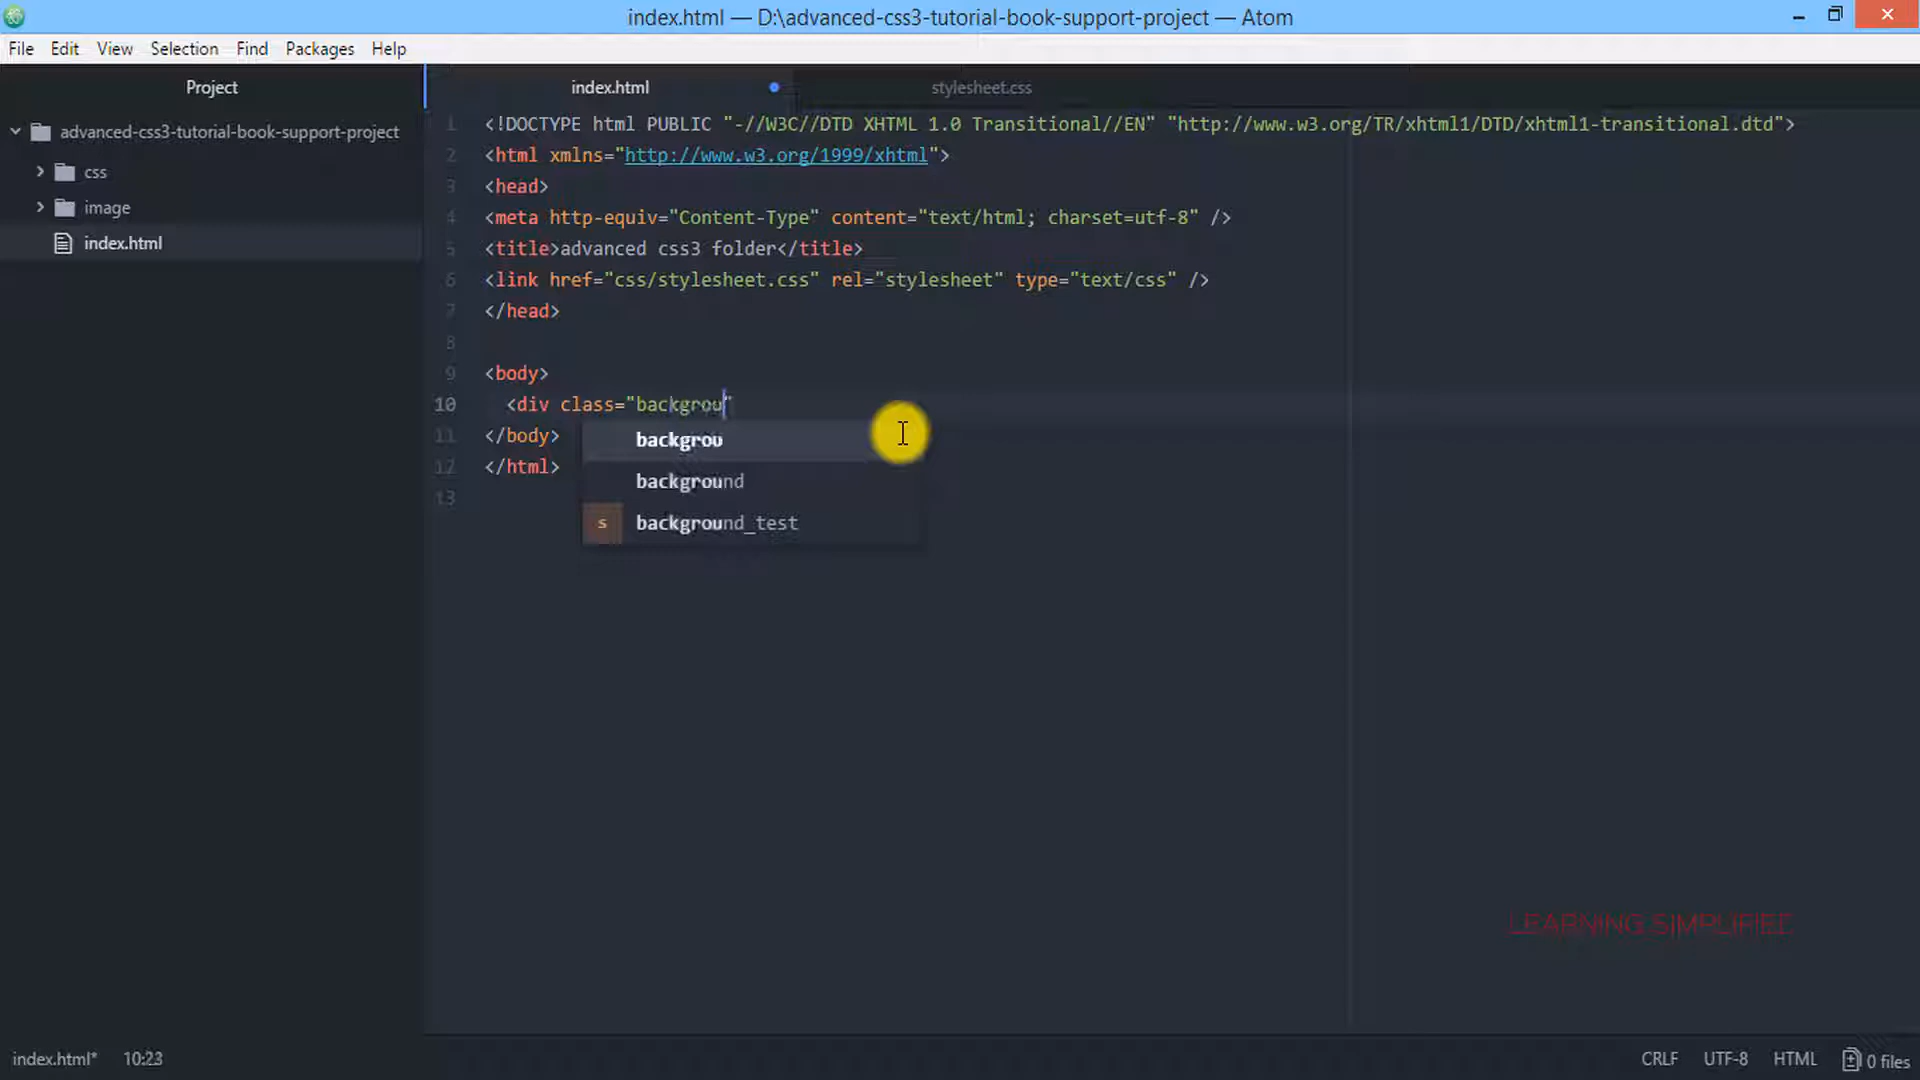 index.html — D:\advanced-css3-tutorial-book-support-project — Atom
File Edit View Selection Find Packages Help
Project
index.html
stylesheet.css
advanced-css3-tutorial-book-support-project
css
image
index.html
1 <!DOCTYPE html PUBLIC "-//W3C//DTD XHTML 1.0 Transitional//EN" "http://www.w3.org/TR/xhtml1/DTD/xhtml1-transitional.dtd">
2 <html xmlns="http://www.w3.org/1999/xhtml">
3 <head>
4 <meta http-equiv="Content-Type" content="text/html; charset=utf-8" />
5 <title>advanced css3 folder</title>
6 <link href="css/stylesheet.css" rel="stylesheet" type="text/css" />
7 </head>
8
9 <body>
10 <div class="backgrou"
11 </body>
12 </html>
13
backgrou
background
s background_test
LEARNING SIMPLIFIED
index.html* 10:23
CRLF UTF-8 HTML 0 files